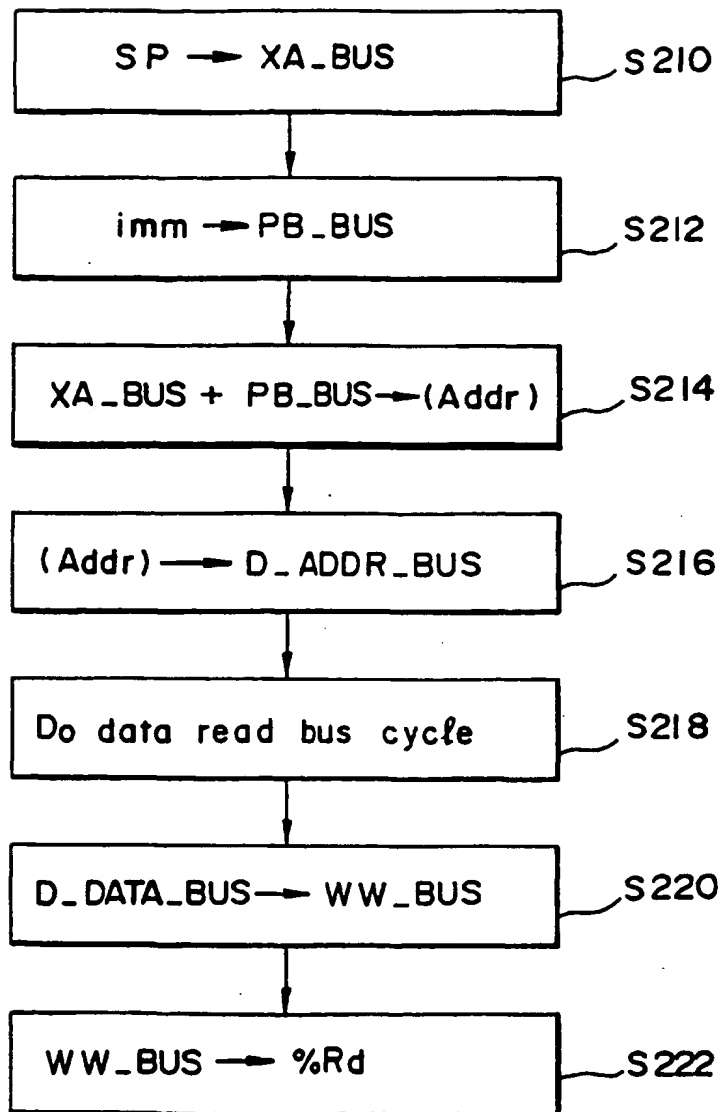 SP → XA_BUS S210
imm → PB_BUS S212
XA_BUS + PB_BUS → (Addr) S214
(Addr) → D_ADDR_BUS S216
Do data read bus cycle S218
D_DATA_BUS → WW_BUS S220
WW_BUS → %Rd S222